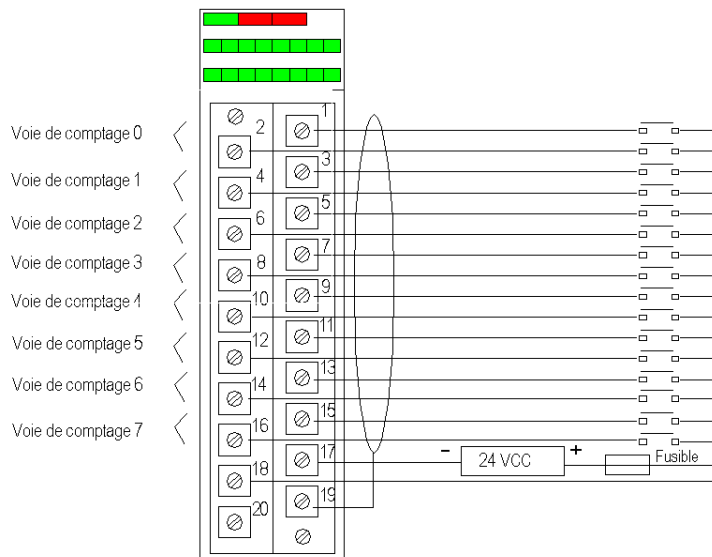 1
Voie de comptage 0
2
3
Voie de comptage 1
4
5
Voie de comptage 2
6
7
Voie de comptage 3
8
9
Voie de comptage 4
10
11
Voie de comptage 5
12
13
Voie de comptage 6
14
15
Voie de comptage 7
16
17
- 24 VCC + Fusible
18
19
20